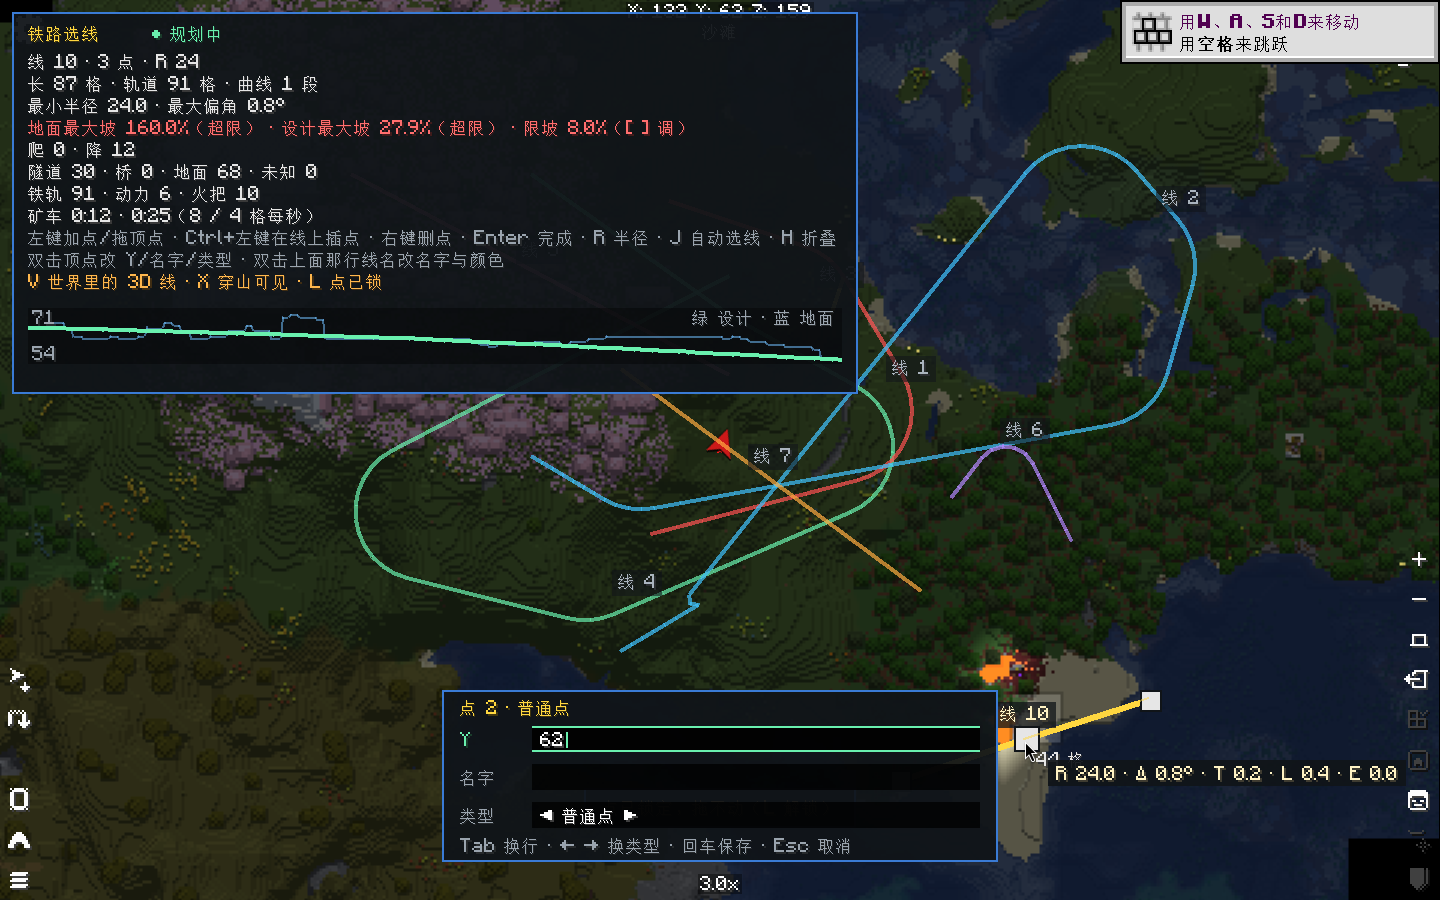 铁路选线 ● 规划中
线 10 · 3 点 · R 24
长 87 格 · 轨道 91 格 · 曲线 1 段
最小半径 24.0 · 最大偏角 0.8°
地面最大坡 160.0%（超限） · 设计最大坡 27.9%（超限） · 限坡 8.0%（[ ] 调）
爬 0 · 降 12
隧道 30 · 桥 0 · 地面 68 · 未知 0
铁轨 91 · 动力 6 · 火把 10
矿车 0:12 · 0:25（8 / 4 格每秒）
左键加点/拖顶点 · Ctrl+左键在线上插点 · 右键删点 · Enter 完成 · R 半径 · J 自动选线 · H 折叠
双击顶点改 Y/名字/类型 · 双击上面那行线名改名字与颜色
V 世界里的 3D 线 · X 穿山可见 · L 点已锁
71
绿 设计 · 蓝 地面
54
用W、A、S和D来移动
用空格来跳跃
线 2
线 1
线 6
线 7
线 4
线 10
点 2 · 普通点
Y 62
名字
类型 ◀ 普通点 ▶
Tab 换行 · ← → 换类型 · 回车保存 · Esc 取消
R 24.0 · Δ 0.8° · T 0.2 · L 0.4 · E 0.0
3.0x